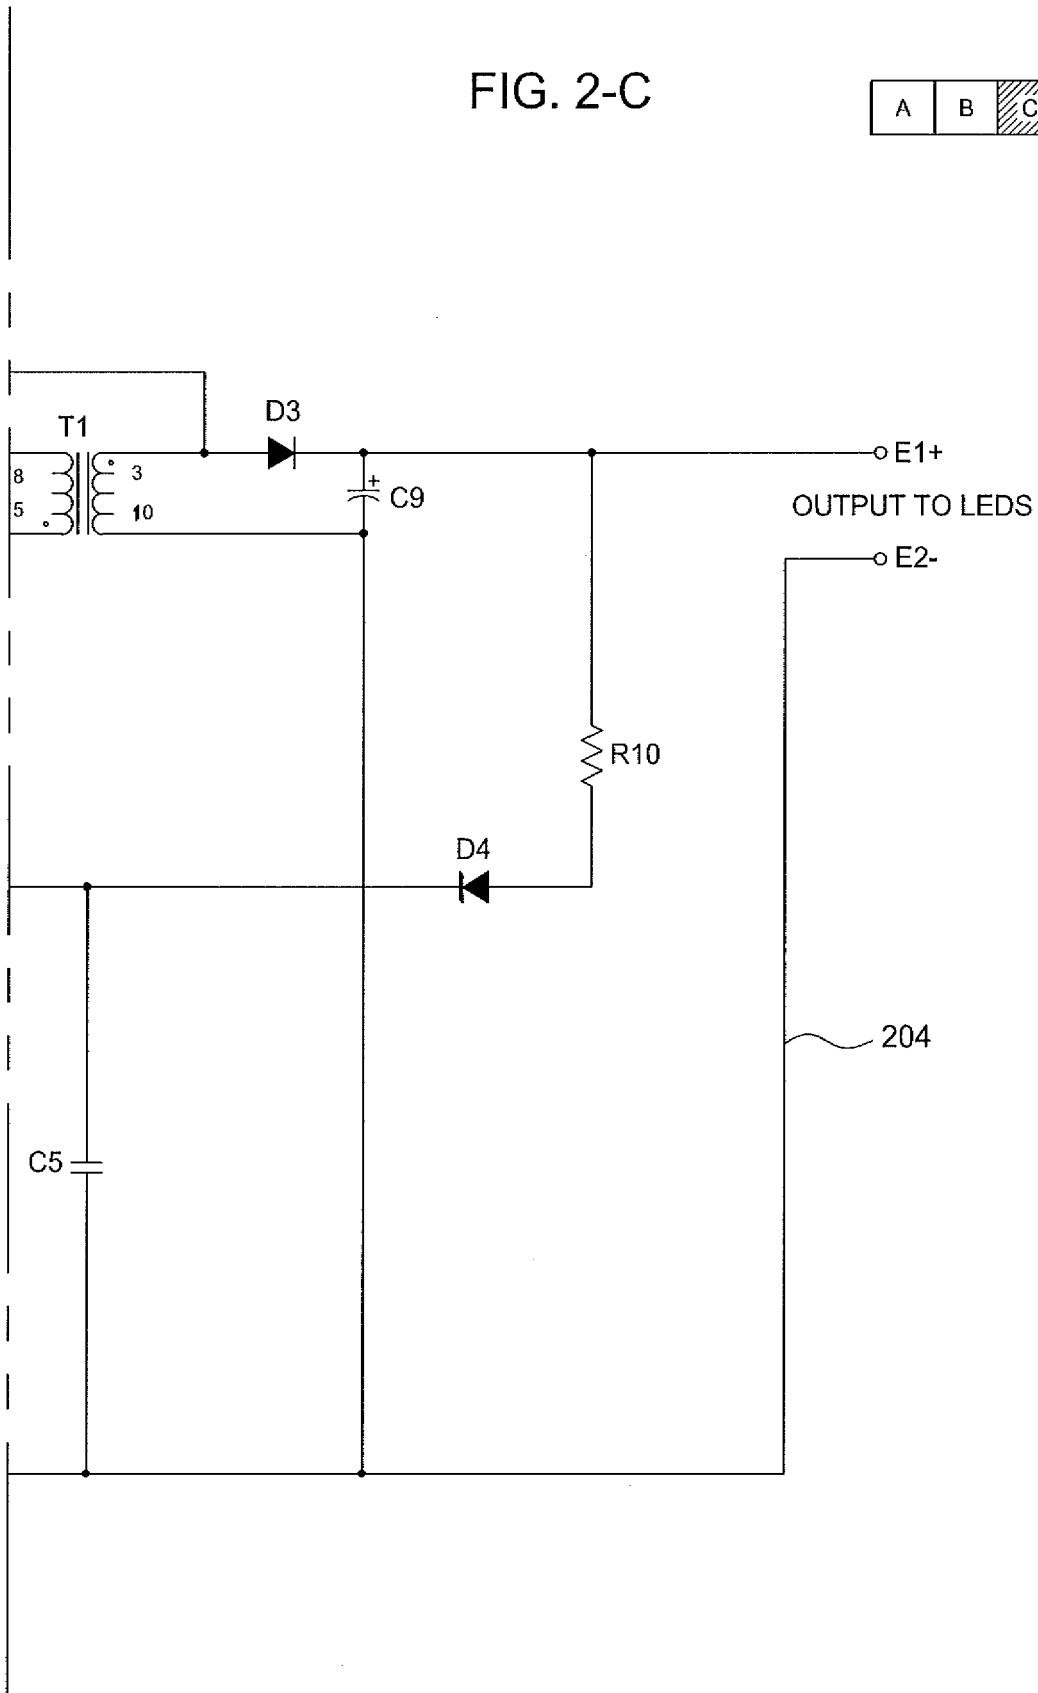 FIG. 2-C
A B C
T1
D3
8
3
E1+
+
C9
5
10
OUTPUT TO LEDS
E2-
R10
D4
204
C5